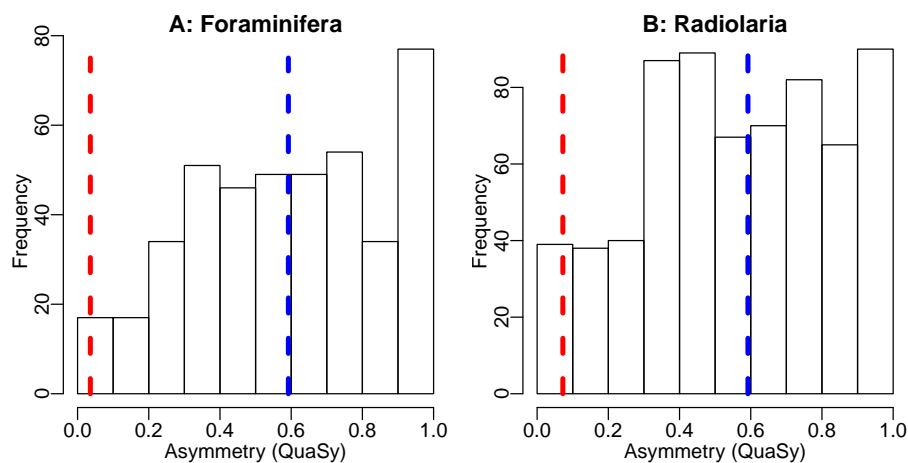 A: Foraminifera
Frequency
0 20 40 60 80
0.0 0.2 0.4 0.6 0.8 1.0
Asymmetry (QuaSy)
B: Radiolaria
Frequency
0 20 40 60 80
0.0 0.2 0.4 0.6 0.8 1.0
Asymmetry (QuaSy)